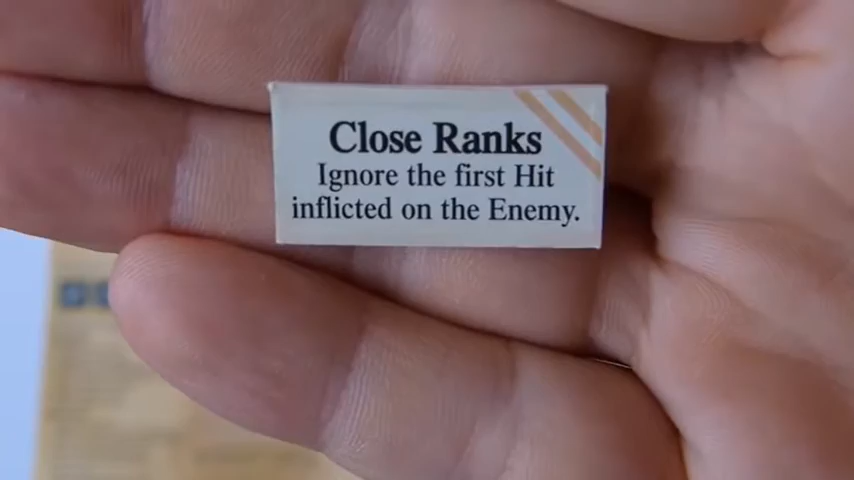 Close Ranks
Ignore the first Hit
inflicted on the Enemy.